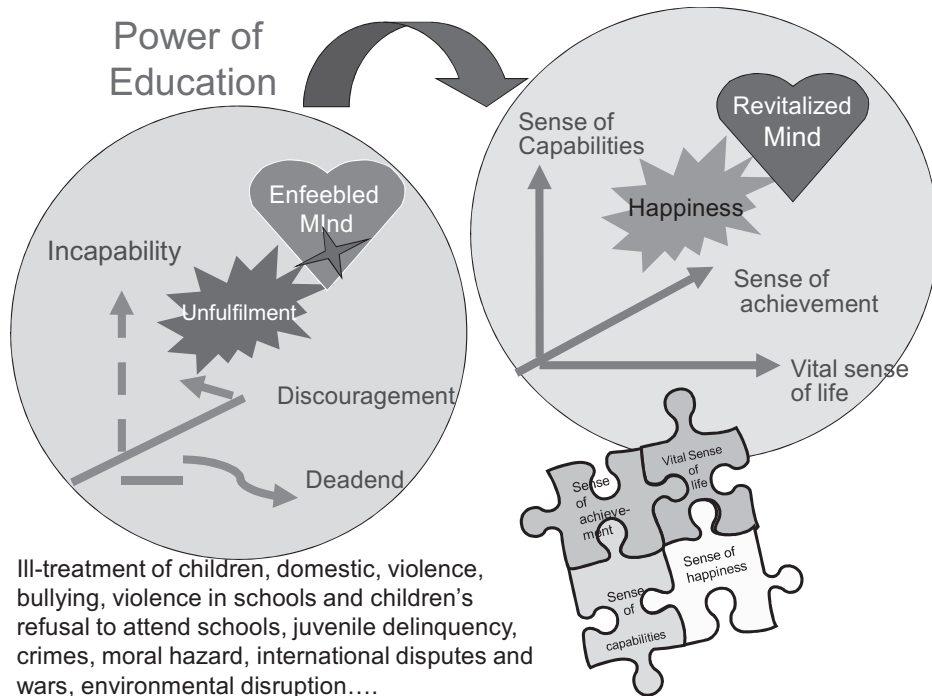 Power of
Education
Enfeebled
MInd
Incapability
Unfulfilment
Discouragement
Deadend
Revitalized
Mind
Sense of
Capabilities
Happiness
Sense of
achievement
Vital sense
of life
Sense
of
achieve-
ment
Vital Sense
of
life
Sense
of
capabilities
Sense of
happiness
Ill-treatment of children, domestic, violence,
bullying, violence in schools and children's
refusal to attend schools, juvenile delinquency,
crimes, moral hazard, international disputes and
wars, environmental disruption….